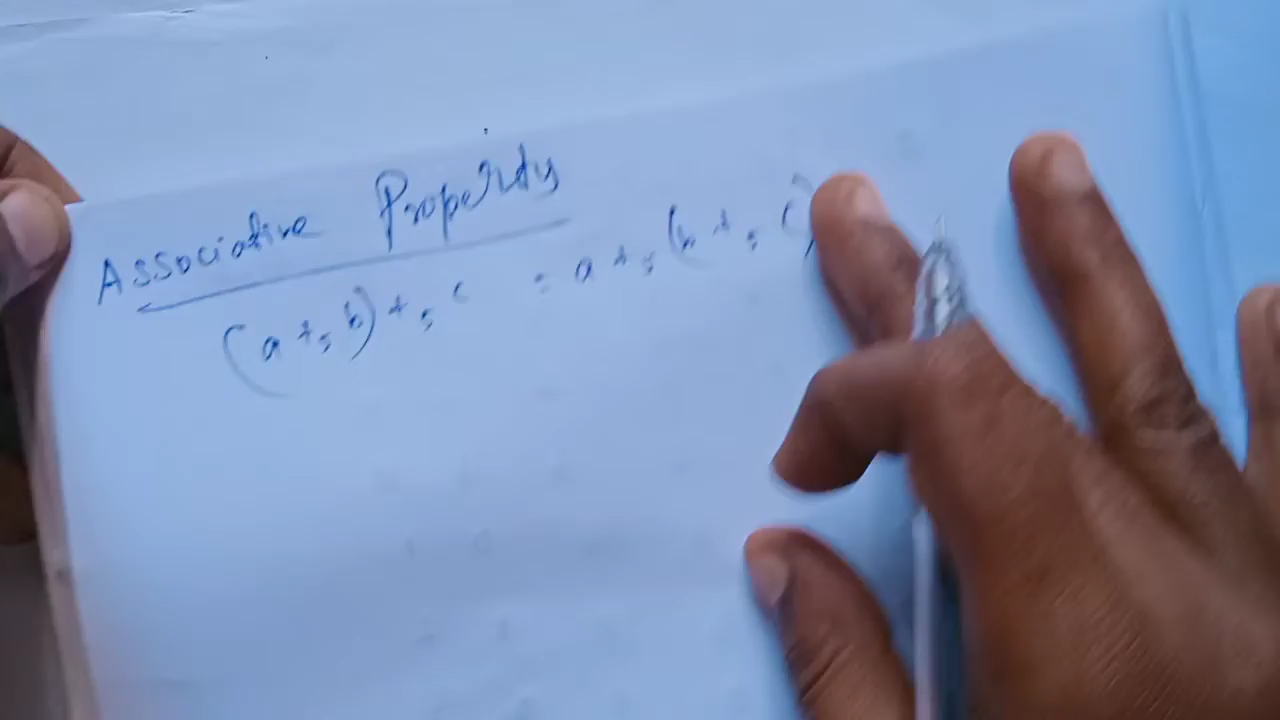 Associative Property
(a +₅ b) +₅ c = a +₅ (b +₅ c)